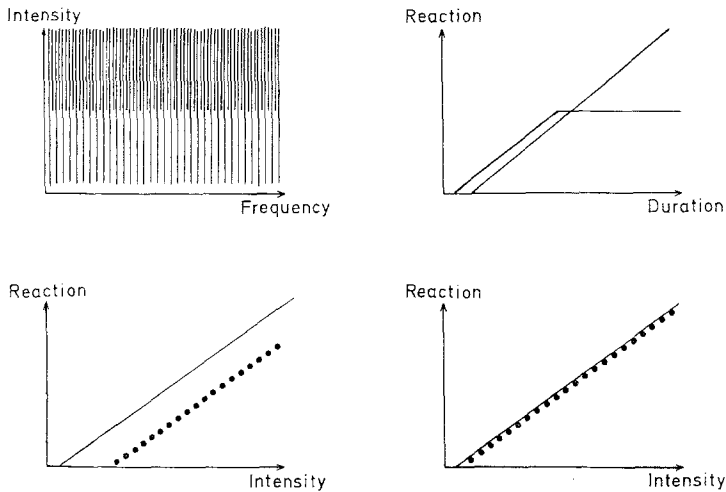 Intensity
Frequency
Reaction
Duration
Reaction
Intensity
Reaction
Intensity